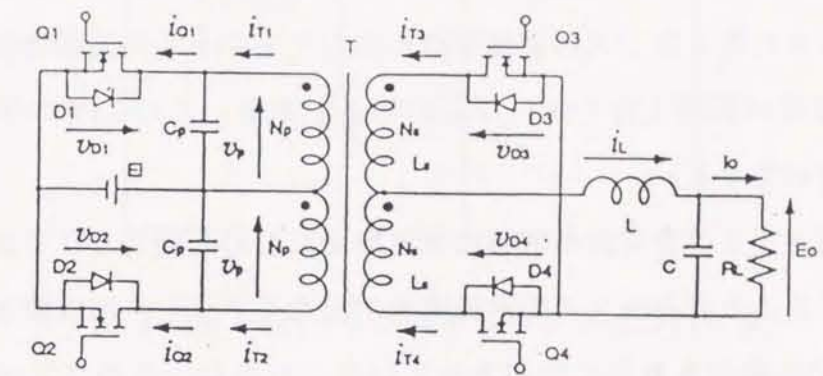 Q1
iQ1
iT1
T
iT3
Q3
D1
Cp
Np
Ns
D3
vD1
vp
Ls
vD3
iL
Io
EI
L
vD2
Cp
vp
Np
Ns
vD4
C
RL
Eo
D2
Ls
D4
Q2
iQ2
iT2
iT4
Q4